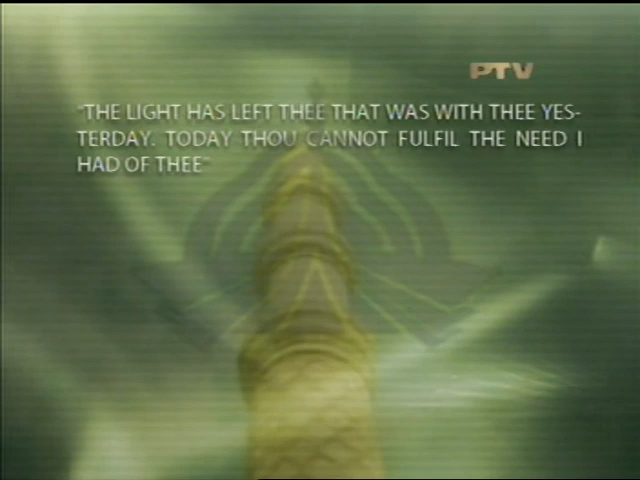 PTV
"THE LIGHT HAS LEFT THEE THAT WAS WITH THEE YES-
TERDAY. TODAY THOU CANNOT FULFIL THE NEED I
HAD OF THEE"